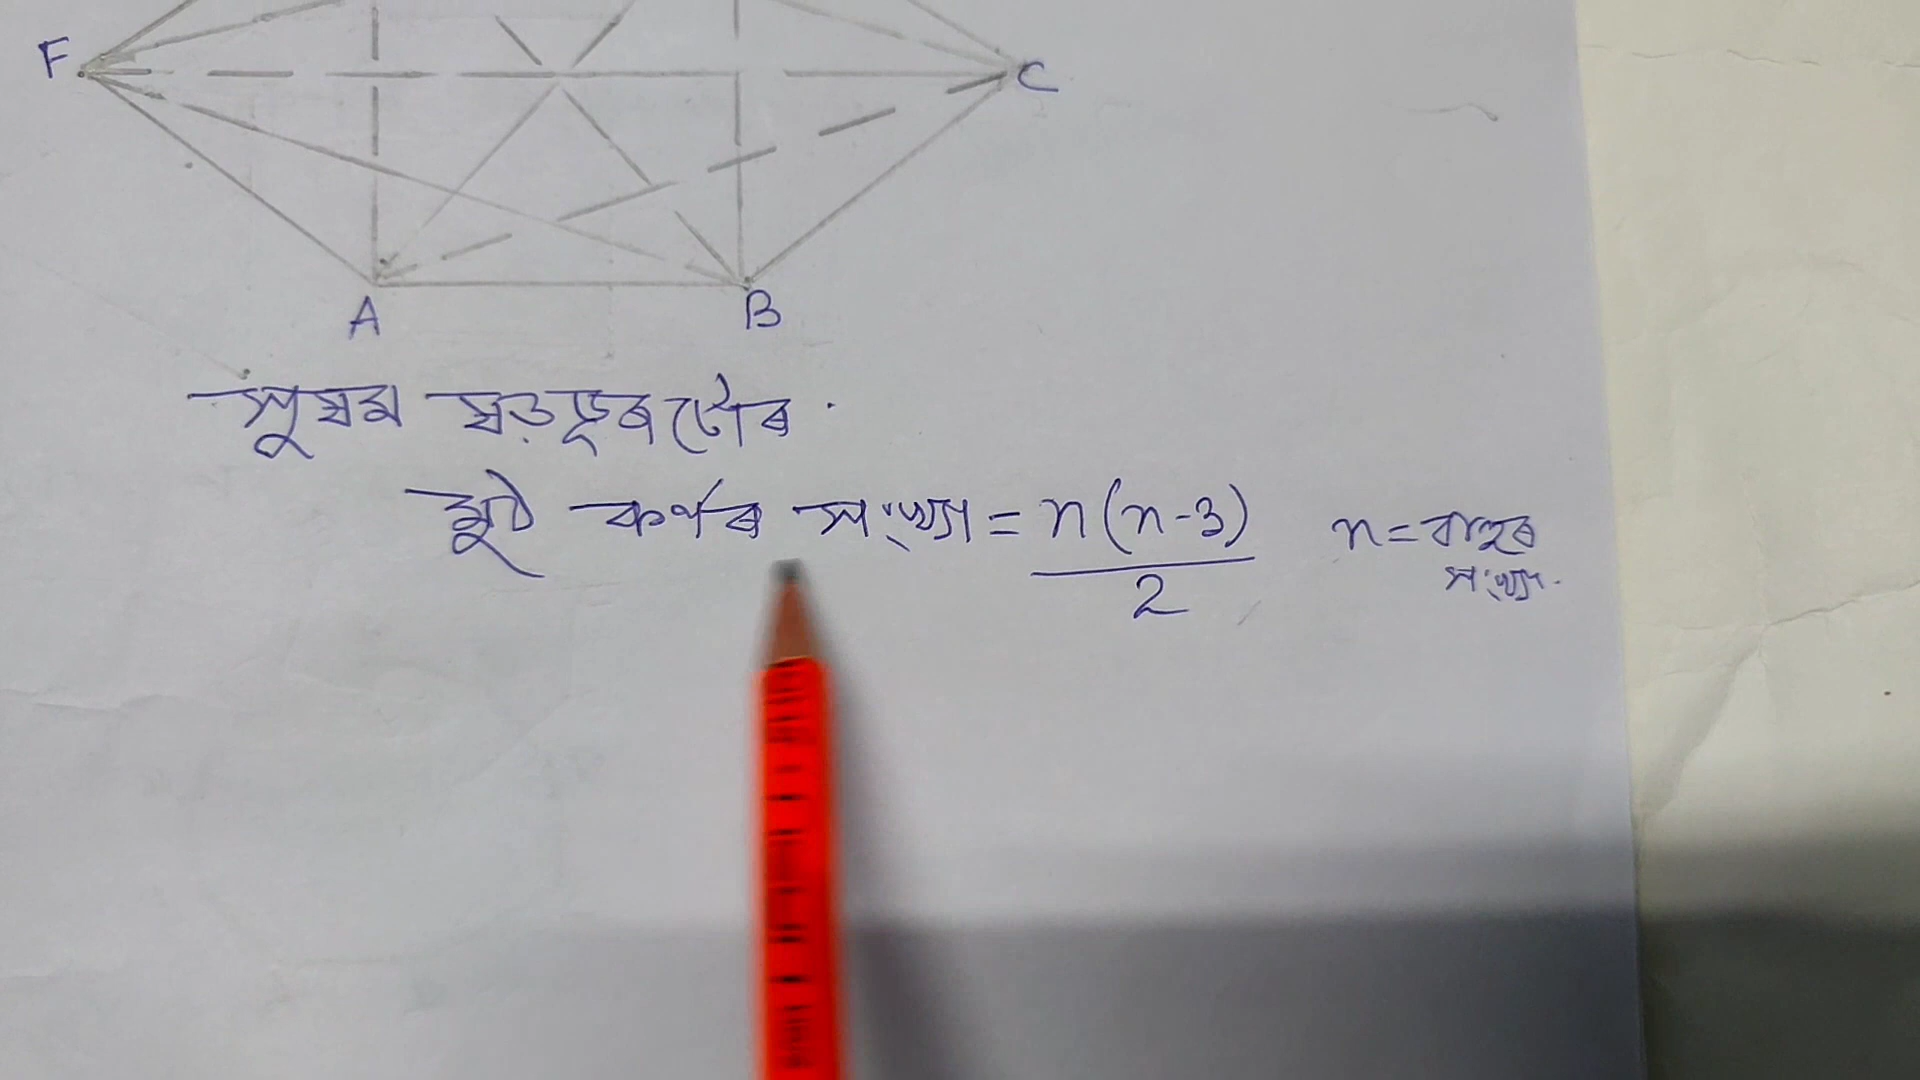 F
C
A
B
সুষম ষড়ভূজটোৰ
মুঠ কৰ্ণৰ সংখ্যা = n(n-3)/2 n = বাহুৰ
সংখ্যা